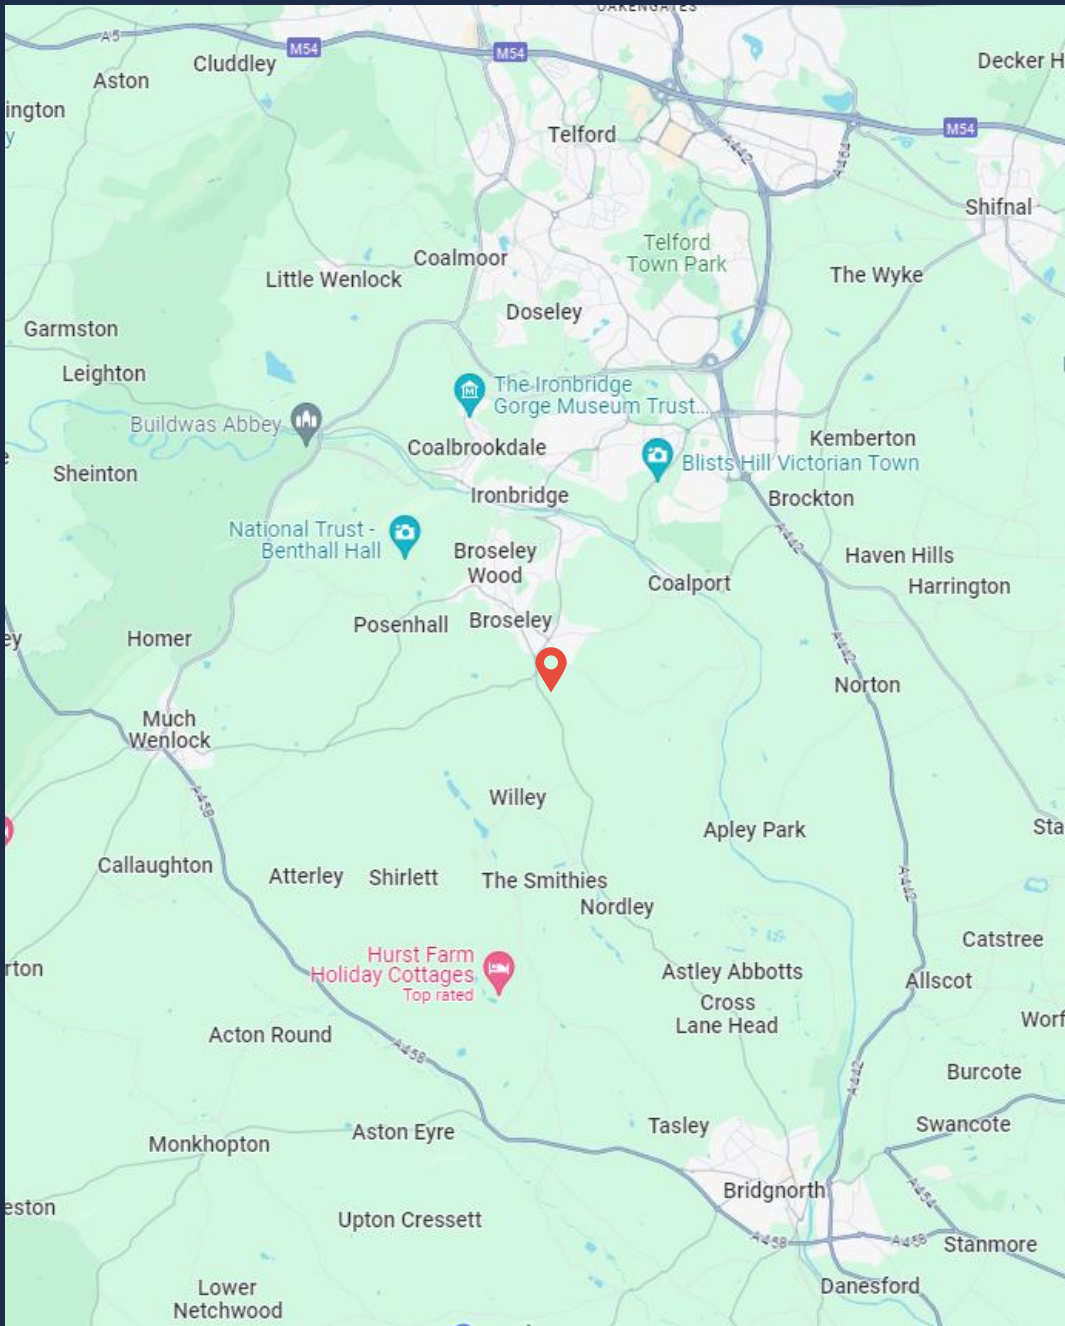 OAKENGATES
A5
M54
Cluddley
M54
Decker H
Aston
ington
y
Telford
M54
A442
A464
Shifnal
Telford
Town Park
Coalmoor
Little Wenlock
The Wyke
Doseley
Garmston
Leighton
The Ironbridge
Gorge Museum Trust...
Buildwas Abbey
Coalbrookdale
Kemberton
Blists Hill Victorian Town
Sheinton
Ironbridge
Brockton
National Trust -
Benthall Hall
A442
Broseley
Wood
Haven Hills
Coalport
Harrington
Posenhall
Broseley
ey
Homer
A442
Norton
Much
Wenlock
A458
Willey
Apley Park
Sta
Callaughton
Atterley
Shirlett
The Smithies
A442
Nordley
Catstree
Hurst Farm
Holiday Cottages
Top rated
rton
Astley Abbotts
Allscot
Cross
Lane Head
Worf
Acton Round
A458
A442
Burcote
Swancote
Aston Eyre
Tasley
Monkhopton
Bridgnorth
A454
eston
Upton Cressett
A458
A458
Stanmore
Lower
Netchwood
Danesford